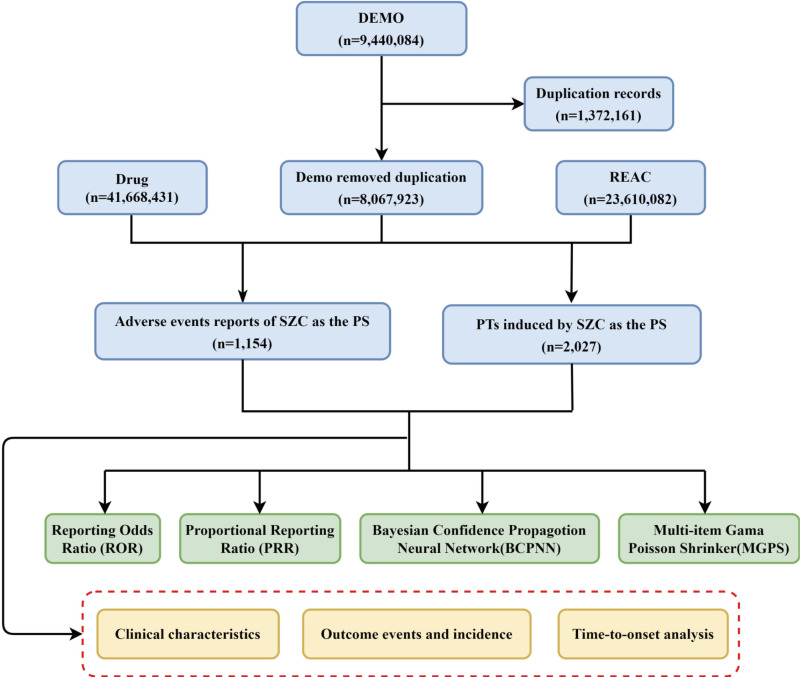 DEMO
(n=9,440,084)
Duplication records
(n=1,372,161)
Drug
(n=41,668,431)
Demo removed duplication
(n=8,067,923)
REAC
(n=23,610,082)
Adverse events reports of SZC as the PS
(n=1,154)
PTs induced by SZC as the PS
(n=2,027)
Reporting Odds
Ratio (ROR)
Proportional Reporting
Ratio (PRR)
Bayesian Confidence Propagotion
Neural Network(BCPNN)
Multi-item Gama
Poisson Shrinker(MGPS)
Clinical characteristics
Outcome events and incidence
Time-to-onset analysis